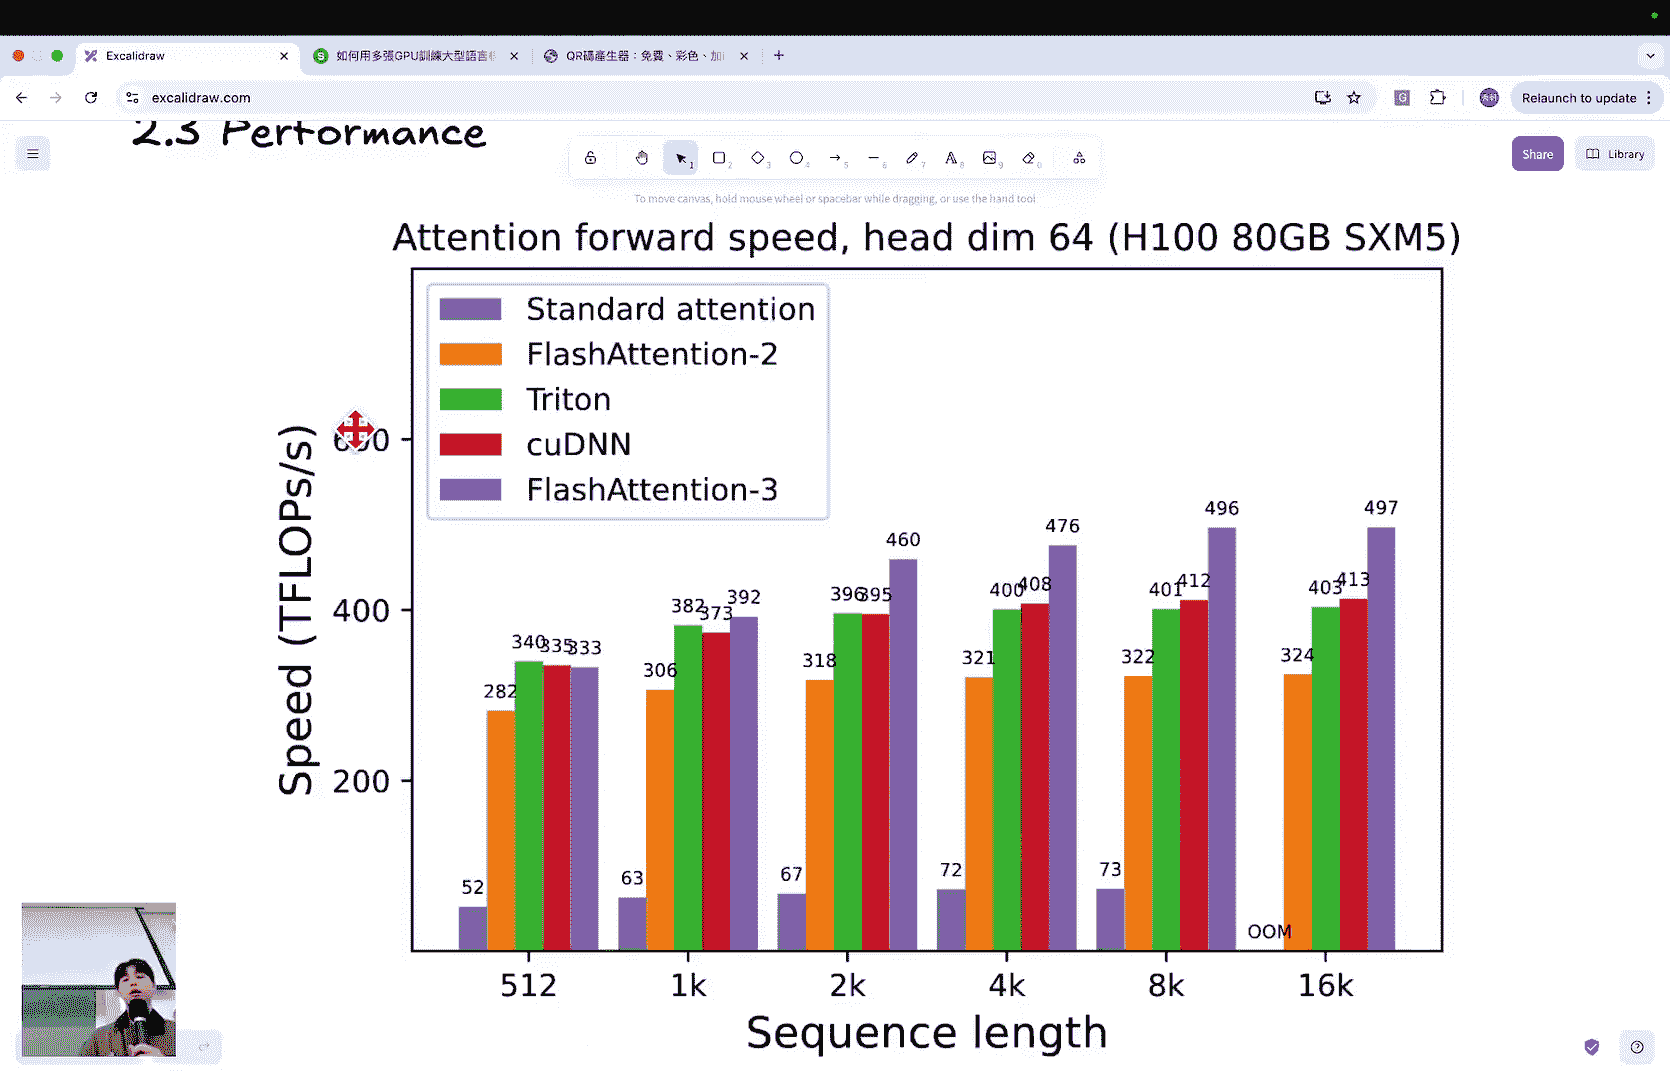 Excalidraw
如何用多張GPU訓練大型語言
QR碼產生器：免費、彩色、加
excalidraw.com
Relaunch to update
2.3 Performance
Share
Library
To move canvas, hold mouse wheel or spacebar while dragging, or use the hand tool
Attention forward speed, head dim 64 (H100 80GB SXM5)
Standard attention
FlashAttention-2
Triton
cuDNN
FlashAttention-3
Speed (TFLOPs/s)
600
400
200
52 282 340 335 333
63 306 382 373 392
67 318 396 395 460
72 321 400 408 476
73 322 401 412 496
OOM 324 403 413 497
512 1k 2k 4k 8k 16k
Sequence length